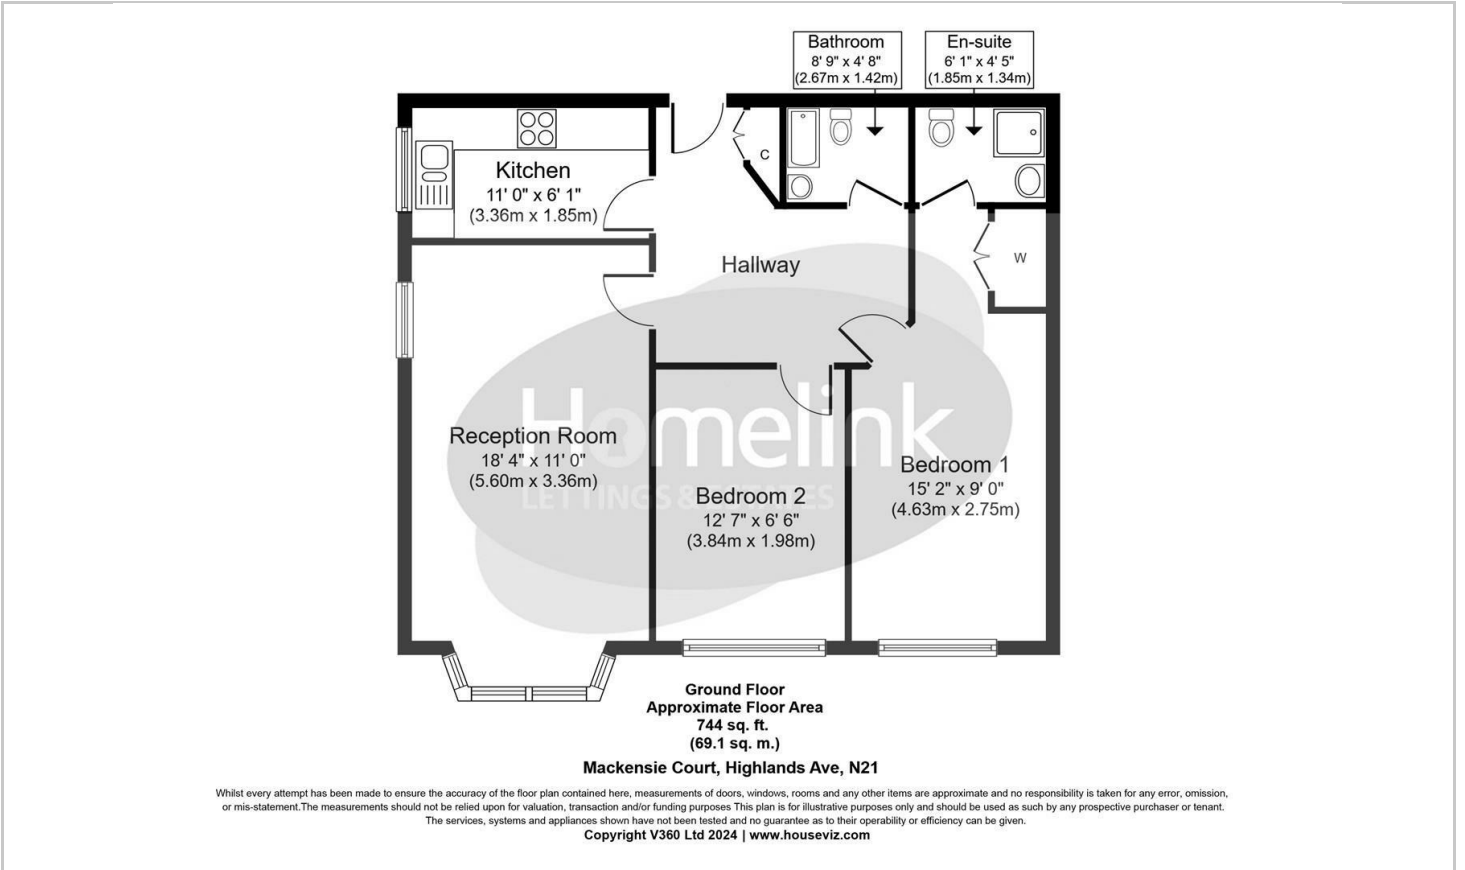 Bathroom
8' 9" x 4' 8"
(2.67m x 1.42m)
En-suite
6' 1" x 4' 5"
(1.85m x 1.34m)
Kitchen
11' 0" x 6' 1"
(3.36m x 1.85m)
C
Hallway
W
Homelink
LETTINGS & ESTATES
Reception Room
18' 4" x 11' 0"
(5.60m x 3.36m)
Bedroom 2
12' 7" x 6' 6"
(3.84m x 1.98m)
Bedroom 1
15' 2" x 9' 0"
(4.63m x 2.75m)
Ground Floor
Approximate Floor Area
744 sq. ft.
(69.1 sq. m.)
Mackensie Court, Highlands Ave, N21
Whilst every attempt has been made to ensure the accuracy of the floor plan contained here, measurements of doors, windows, rooms and any other items are approximate and no responsibility is taken for any error, omission,
or mis-statement.The measurements should not be relied upon for valuation, transaction and/or funding purposes This plan is for illustrative purposes only and should be used as such by any prospective purchaser or tenant.
The services, systems and appliances shown have not been tested and no guarantee as to their operability or efficiency can be given.
Copyright V360 Ltd 2024 | www.houseviz.com